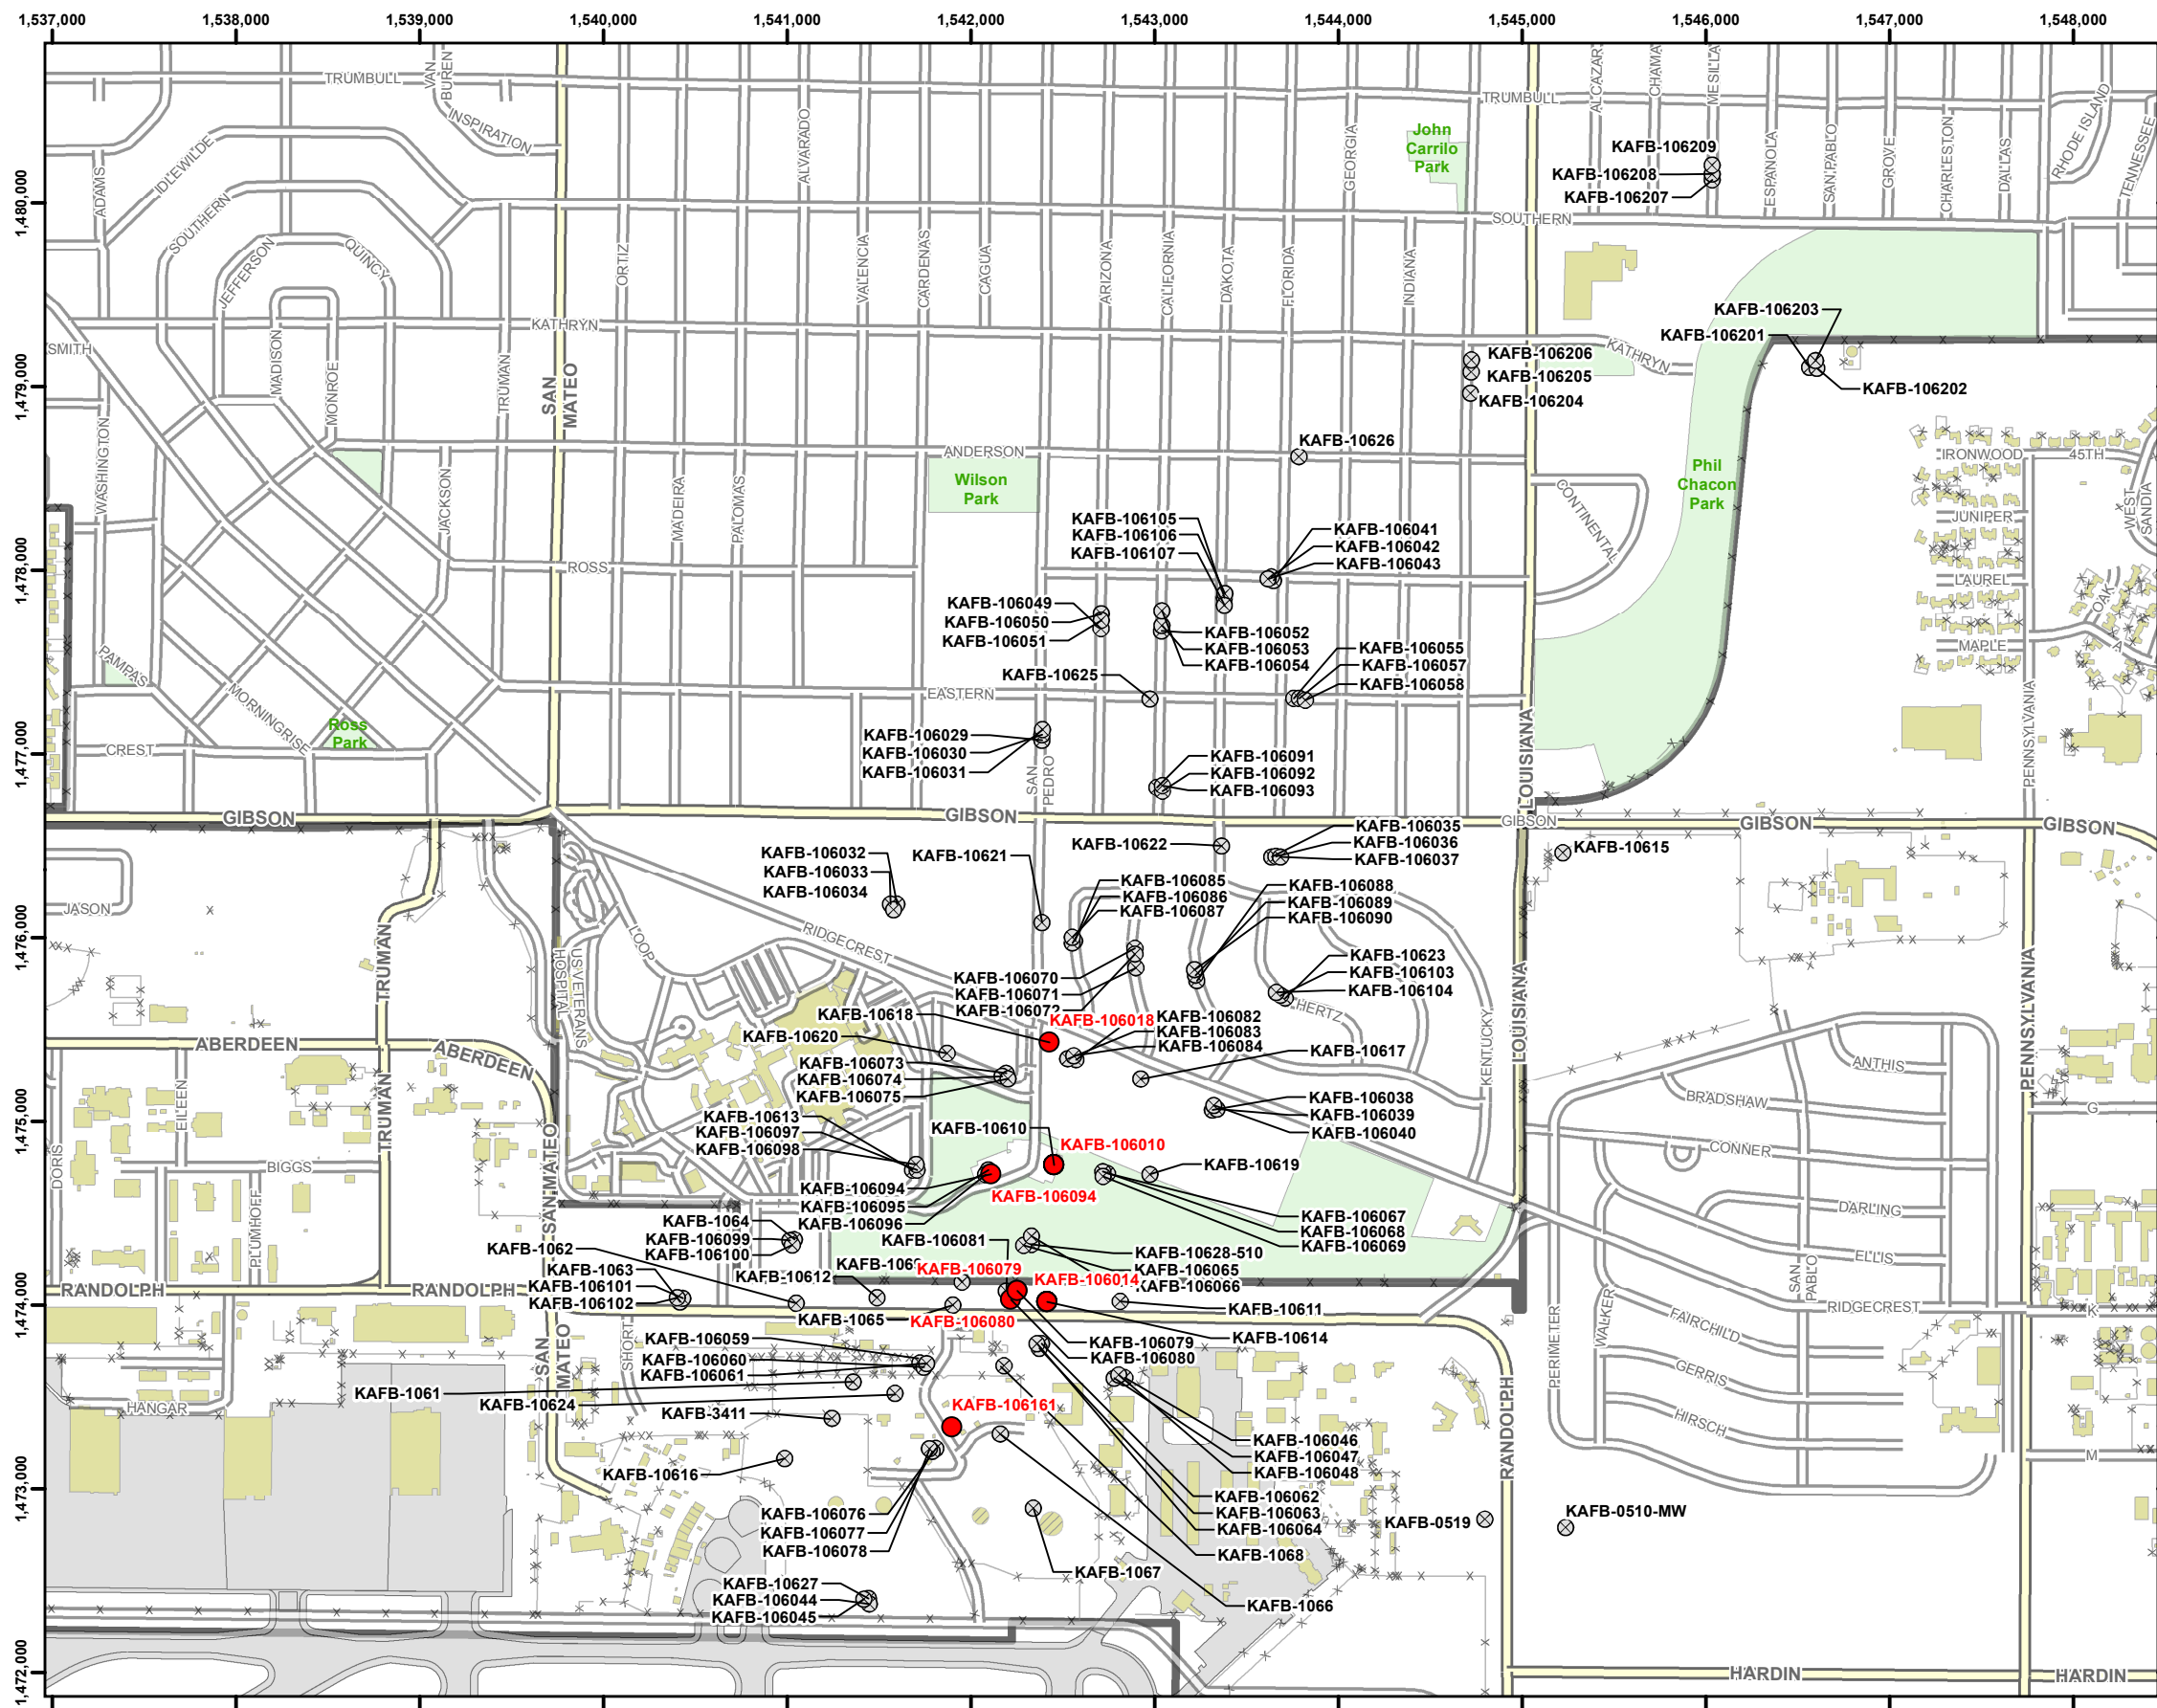 1,537,000
1,538,000
1,539,000
1,540,000
1,541,000
1,542,000
1,543,000
1,544,000
1,545,000
1,546,000
1,547,000
1,548,000
1,480,000
1,479,000
1,478,000
1,477,000
1,476,000
1,475,000
1,474,000
1,473,000
1,472,000
TRUMBULL
VAN
BUREN
INSPIRATION
TRUMBULL
ALCAZAR
CHAMA
MESILLA
ADAMS
IDLEWILDE
SOUTHERN
JEFFERSON
QUINCY
ALVARADO
GEORGIA
John
Carrilo
Park
KAFB-106209
KAFB-106208
KAFB-106207
ESPANOLA
SAN PABLO
GROVE
CHARLESTON
DALLAS
RHODE ISLAND
TENNESSEE
SOUTHERN
ORTIZ
VALENCIA
CARDENAS
CAGUA
ARIZONA
CALIFORNIA
DAKOTA
FLORIDA
INDIANA
KAFB-106203
KAFB-106201
KAFB-106202
SMITH
KATHRYN
MADISON
MONROE
TRUMAN
SAN
MATEO
KAFB-106206
KAFB-106205
KAFB-106204
KATHRYN
WASHINGTON
JACKSON
MADEIRA
PALOMAS
ANDERSON
KAFB-10626
Wilson
Park
Phil
Chacon
Park
CONTINENTAL
IRONWOOD
45TH
WEST
SANDIA
JUNIPER
LAUREL
OAK
MAPLE
A
KAFB-106105
KAFB-106106
KAFB-106107
KAFB-106041
KAFB-106042
KAFB-106043
ROSS
KAFB-106049
KAFB-106050
KAFB-106051
KAFB-106052
KAFB-106053
KAFB-106054
KAFB-106055
KAFB-106057
KAFB-106058
KAFB-10625
EASTERN
PAMPAS
MORNINGRISE
Ross
Park
CREST
KAFB-106029
KAFB-106030
KAFB-106031
SAN
PEDRO
KAFB-106091
KAFB-106092
KAFB-106093
LOUISIANA
PENNSYLVANIA
GIBSON
GIBSON
GIBSON
GIBSON
GIBSON
KAFB-106032
KAFB-106033
KAFB-106034
KAFB-10621
KAFB-10622
KAFB-106035
KAFB-106036
KAFB-106037
KAFB-10615
JASON
KAFB-106085
KAFB-106086
KAFB-106087
KAFB-106088
KAFB-106089
KAFB-106090
LOOP
RIDGECREST
US VETERANS
HOSPITAL
TRUMAN
KAFB-106070
KAFB-106071
KAFB-106072
KAFB-10623
KAFB-106103
KAFB-106104
HERTZ
KENTUCKY
LOUISIANA
PENNSYLVANIA
KAFB-10618
KAFB-106018
KAFB-10620
KAFB-106082
KAFB-106083
KAFB-106084
KAFB-10617
ABERDEEN
ABERDEEN
KAFB-106073
KAFB-106074
KAFB-106075
ANTHIS
BRADSHAW
G
EILEEN
TRUMAN
KAFB-10613
KAFB-106097
KAFB-106098
KAFB-10610
KAFB-106010
KAFB-106038
KAFB-106039
KAFB-106040
CONNER
DORIS
BIGGS
SAN MATEO
KAFB-10619
KAFB-106094
KAFB-106095
KAFB-106096
KAFB-106094
KAFB-106067
KAFB-106068
KAFB-106069
DARLING
PLUMHOFF
KAFB-1064
KAFB-106099
KAFB-106100
KAFB-1062
KAFB-106081
KAFB-10628-510
KAFB-106065
KAFB-106066
ELLIS
SAN
PABLO
KAFB-1063
KAFB-106101
KAFB-106102
KAFB-10612
KAFB-106079
KAFB-106014
RANDOLPH
RANDOLPH
KAFB-1065
KAFB-106080
KAFB-10611
RIDGECREST
K
PERIMETER
WALKER
FAIRCHILD
SAN
MATEO
SHORT
KAFB-106059
KAFB-106060
KAFB-106061
KAFB-106079
KAFB-106080
KAFB-10614
GERRIS
KAFB-1061
KAFB-10624
KAFB-3411
KAFB-106161
HANGAR
HIRSCH
KAFB-106046
KAFB-106047
KAFB-106048
RANDOLPH
M
KAFB-10616
KAFB-106062
KAFB-106063
KAFB-106064
KAFB-106076
KAFB-106077
KAFB-106078
KAFB-0519
KAFB-0510-MW
KAFB-1068
KAFB-1067
KAFB-10627
KAFB-106044
KAFB-106045
KAFB-1066
HARDIN
HARDIN